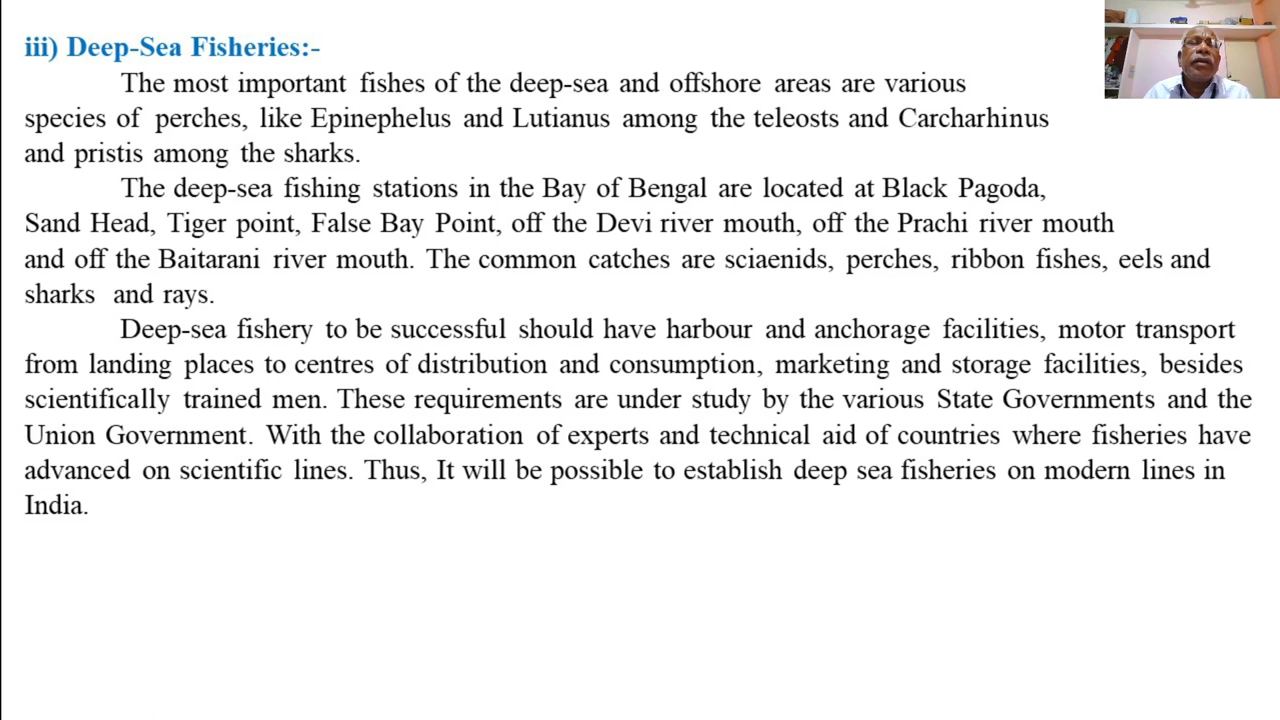 iii) Deep-Sea Fisheries:-
The most important fishes of the deep-sea and offshore areas are various
species of perches, like Epinephelus and Lutianus among the teleosts and Carcharhinus
and pristis among the sharks.
The deep-sea fishing stations in the Bay of Bengal are located at Black Pagoda,
Sand Head, Tiger point, False Bay Point, off the Devi river mouth, off the Prachi river mouth
and off the Baitarani river mouth. The common catches are sciaenids, perches, ribbon fishes, eels and
sharks and rays.
Deep-sea fishery to be successful should have harbour and anchorage facilities, motor transport
from landing places to centres of distribution and consumption, marketing and storage facilities, besides
scientifically trained men. These requirements are under study by the various State Governments and the
Union Government. With the collaboration of experts and technical aid of countries where fisheries have
advanced on scientific lines. Thus, It will be possible to establish deep sea fisheries on modern lines in
India.